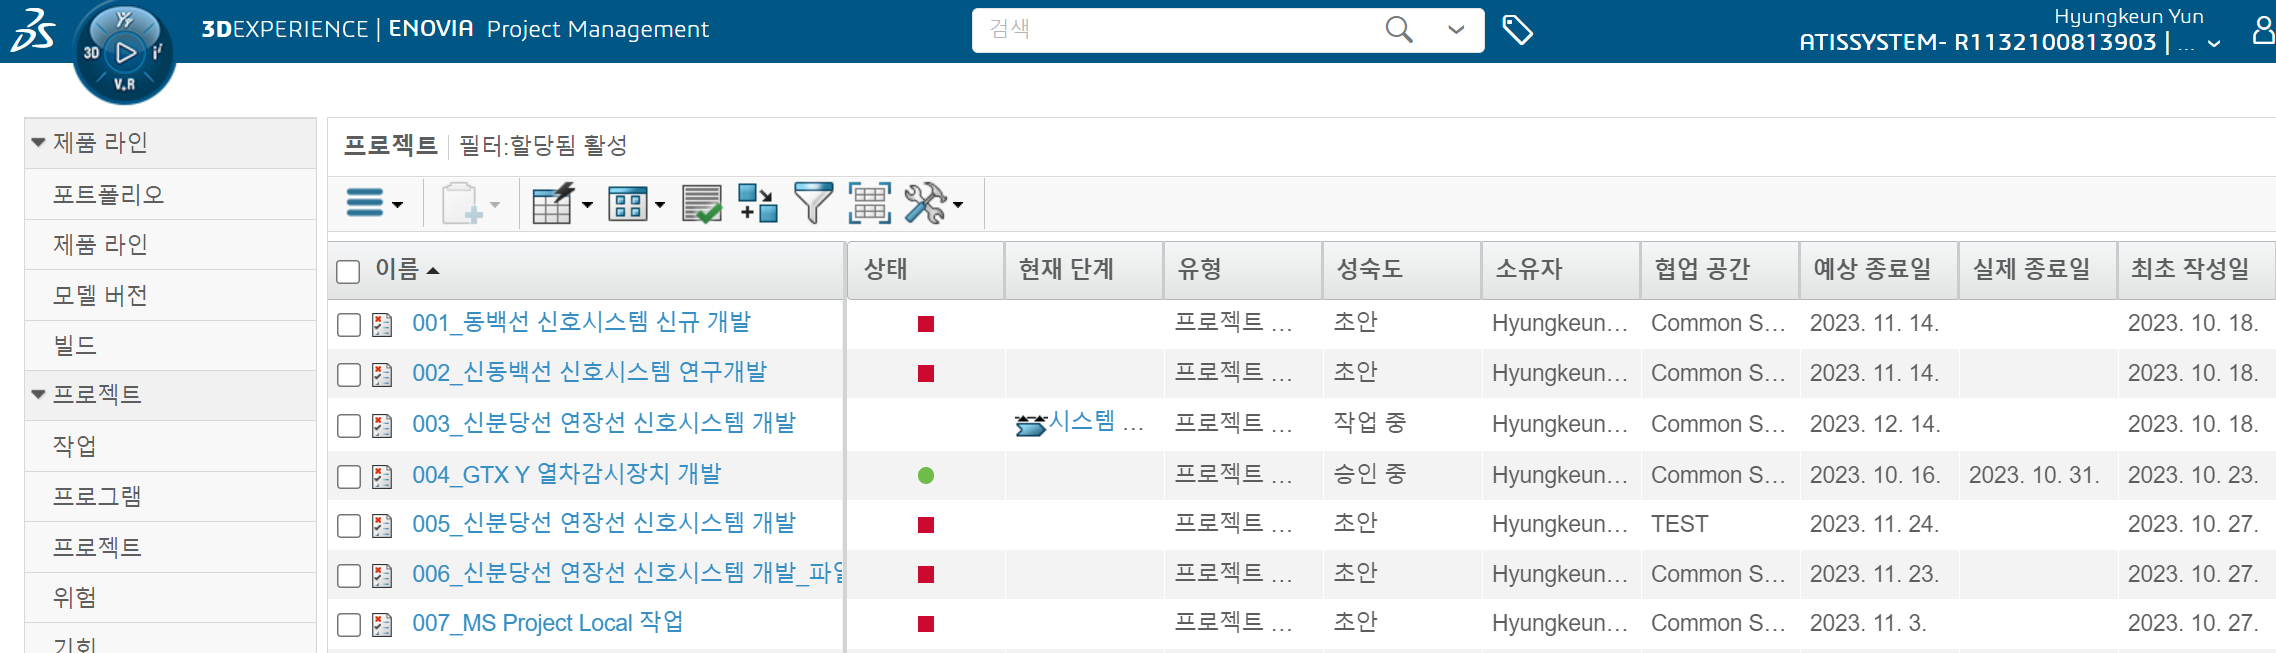 3DEXPERIENCE | ENOVIA Project Management
검색
Hyungkeun Yun
ATISSYSTEM- R1132100813903 | ...
3D
V.R
제품 라인
포트폴리오
제품 라인
모델 버전
빌드
프로젝트
작업
프로그램
프로젝트
위험
기회
프로젝트 필터:할당됨 활성
이름 상태 현재 단계 유형 성숙도 소유자 협업 공간 예상 종료일 실제 종료일 최초 작성일
001_동백선 신호시스템 신규 개발 프로젝트 ... 초안 Hyungkeun... Common S... 2023. 11. 14. 2023. 10. 18.
002_신동백선 신호시스템 연구개발 프로젝트 ... 초안 Hyungkeun... Common S... 2023. 11. 14. 2023. 10. 18.
003_신분당선 연장선 신호시스템 개발 시스템 ... 프로젝트 ... 작업 중 Hyungkeun... Common S... 2023. 12. 14. 2023. 10. 18.
004_GTX Y 열차감시장치 개발 프로젝트 ... 승인 중 Hyungkeun... Common S... 2023. 10. 16. 2023. 10. 31. 2023. 10. 23.
005_신분당선 연장선 신호시스템 개발 프로젝트 ... 초안 Hyungkeun... TEST 2023. 11. 24. 2023. 10. 27.
006_신분당선 연장선 신호시스템 개발_파일 프로젝트 ... 초안 Hyungkeun... Common S... 2023. 11. 23. 2023. 10. 27.
007_MS Project Local 작업 프로젝트 ... 초안 Hyungkeun... Common S... 2023. 11. 3. 2023. 10. 27.